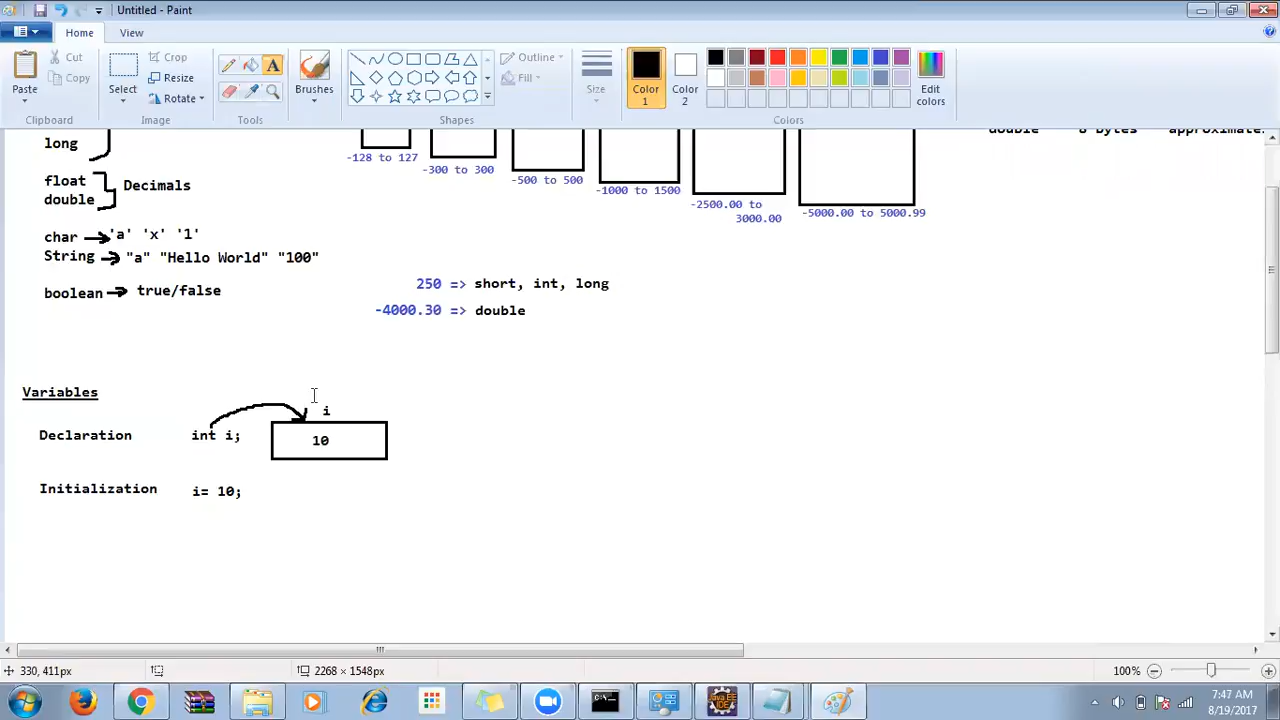 Untitled - Paint
Home
View
Paste
Cut
Copy
Select
Crop
Resize
Rotate
Brushes
Outline
Fill
Size
Color 1
Color 2
Edit colors
Clipboard
Image
Tools
Shapes
Colors
double 8 bytes approximate
long
-128 to 127
-300 to 300
-500 to 500
-1000 to 1500
-2500.00 to 3000.00
-5000.00 to 5000.99
float
double
Decimals
char 'a' 'x' '1'
String "a" "Hello World" "100"
boolean true/false
250 => short, int, long
-4000.30 => double
Variables
i
Declaration int i; 10
Initialization i= 10;
330, 411px
2268 × 1548px
100%
Java EE IDE
C:\_
7:47 AM
8/19/2017